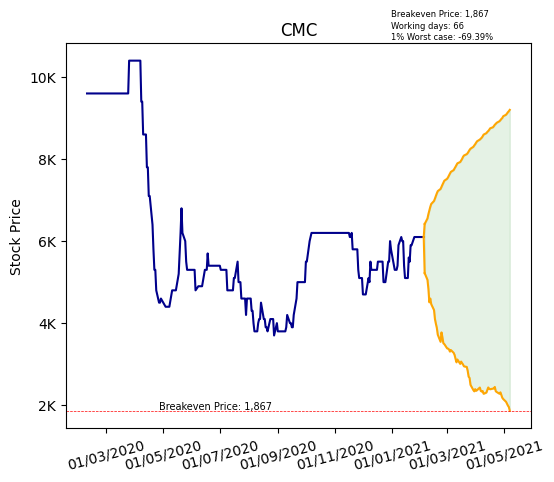 Breakeven Price: 1,867
Working days: 66
1% Worst case: -69.39%
CMC
Stock Price
10K
8K
6K
4K
2K
Breakeven Price: 1,867
01/03/2020
01/05/2020
01/07/2020
01/09/2020
01/11/2020
01/01/2021
01/03/2021
01/05/2021